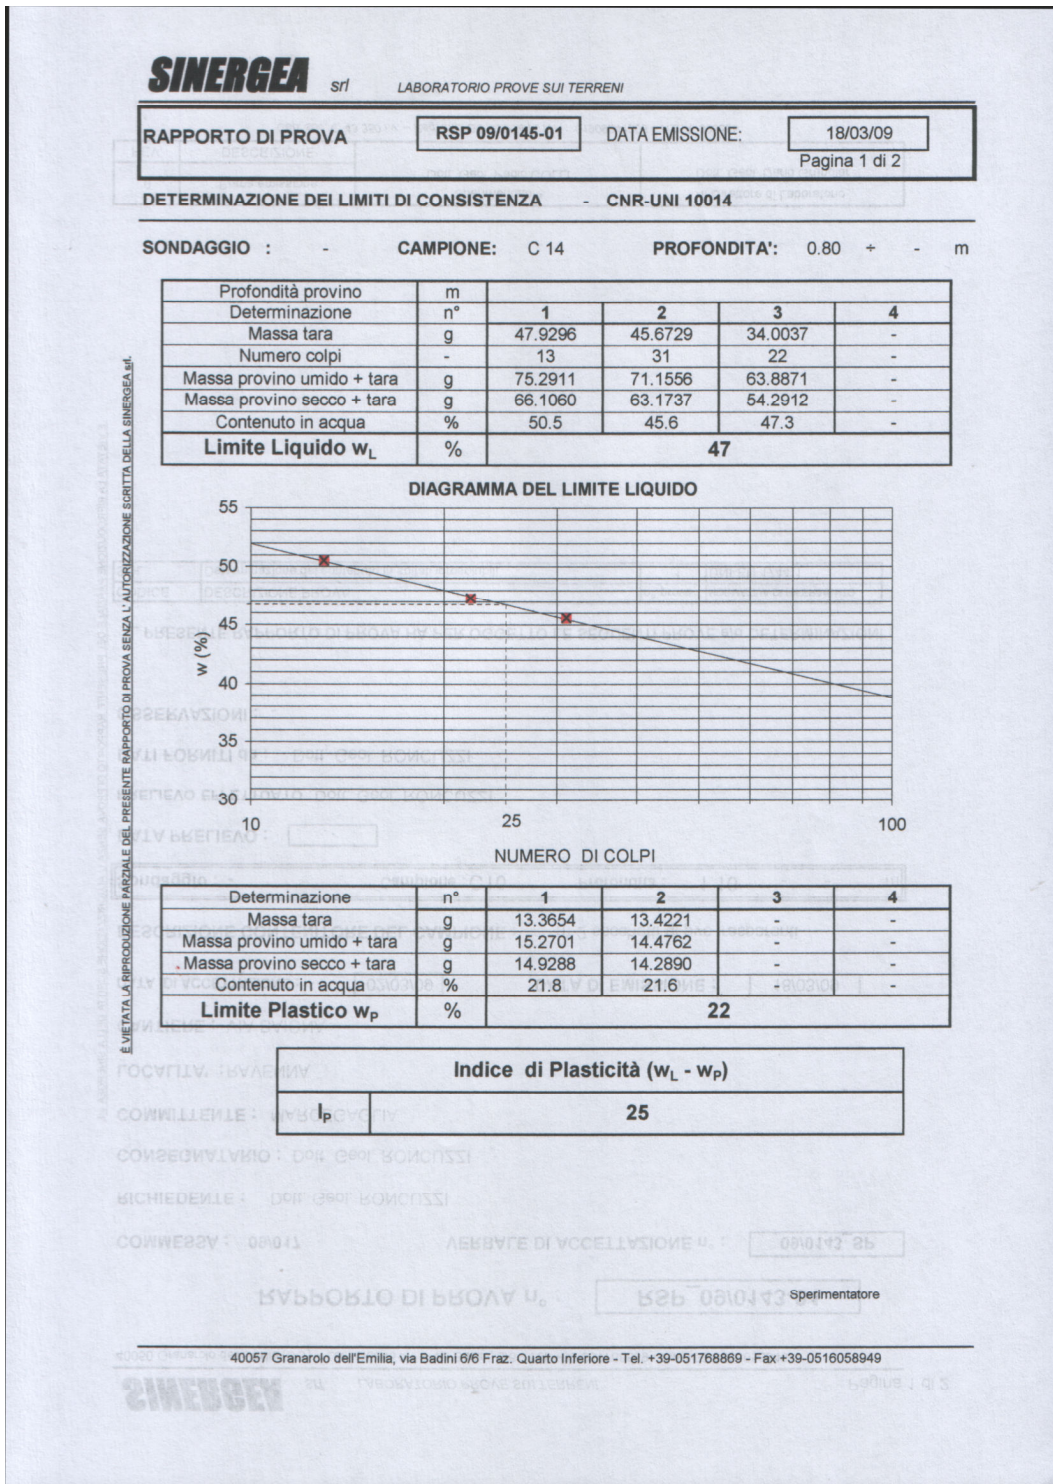 SINERGEA srl LABORATORIO PROVE SUI TERRENI
RAPPORTO DI PROVA RSP 09/0145-01 DATA EMISSIONE: 18/03/09
Pagina 1 di 2
DETERMINAZIONE DEI LIMITI DI CONSISTENZA - CNR-UNI 10014
SONDAGGIO : - CAMPIONE: C 14 PROFONDITA': 0.80 ÷ - m
Profondità provino m
Determinazione n° 1 2 3 4
Massa tara g 47.9296 45.6729 34.0037 -
Numero colpi - 13 31 22 -
Massa provino umido + tara g 75.2911 71.1556 63.8871 -
Massa provino secco + tara g 66.1060 63.1737 54.2912 -
Contenuto in acqua % 50.5 45.6 47.3 -
Limite Liquido wL % 47
DIAGRAMMA DEL LIMITE LIQUIDO
55
50
45
40
35
30
w (%)
10 25 100
NUMERO DI COLPI
Determinazione n° 1 2 3 4
Massa tara g 13.3654 13.4221 - -
Massa provino umido + tara g 15.2701 14.4762 - -
Massa provino secco + tara g 14.9288 14.2890 - -
Contenuto in acqua % 21.8 21.6 - -
Limite Plastico wP % 22
Indice di Plasticità (wL - wP)
IP 25
È VIETATA LA RIPRODUZIONE PARZIALE DEL PRESENTE RAPPORTO DI PROVA SENZA L'AUTORIZZAZIONE SCRITTA DELLA SINERGEA srl.
Sperimentatore
40057 Granarolo dell'Emilia, via Badini 6/6 Fraz. Quarto Inferiore - Tel. +39-051768869 - Fax +39-0516058949